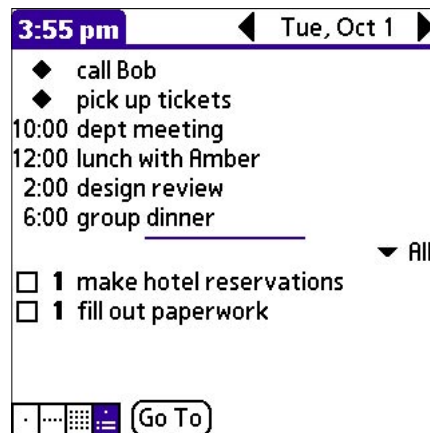 3:55 pm Tue, Oct 1
call Bob
pick up tickets
10:00 dept meeting
12:00 lunch with Amber
2:00 design review
6:00 group dinner
All
1 make hotel reservations
1 fill out paperwork
Go To